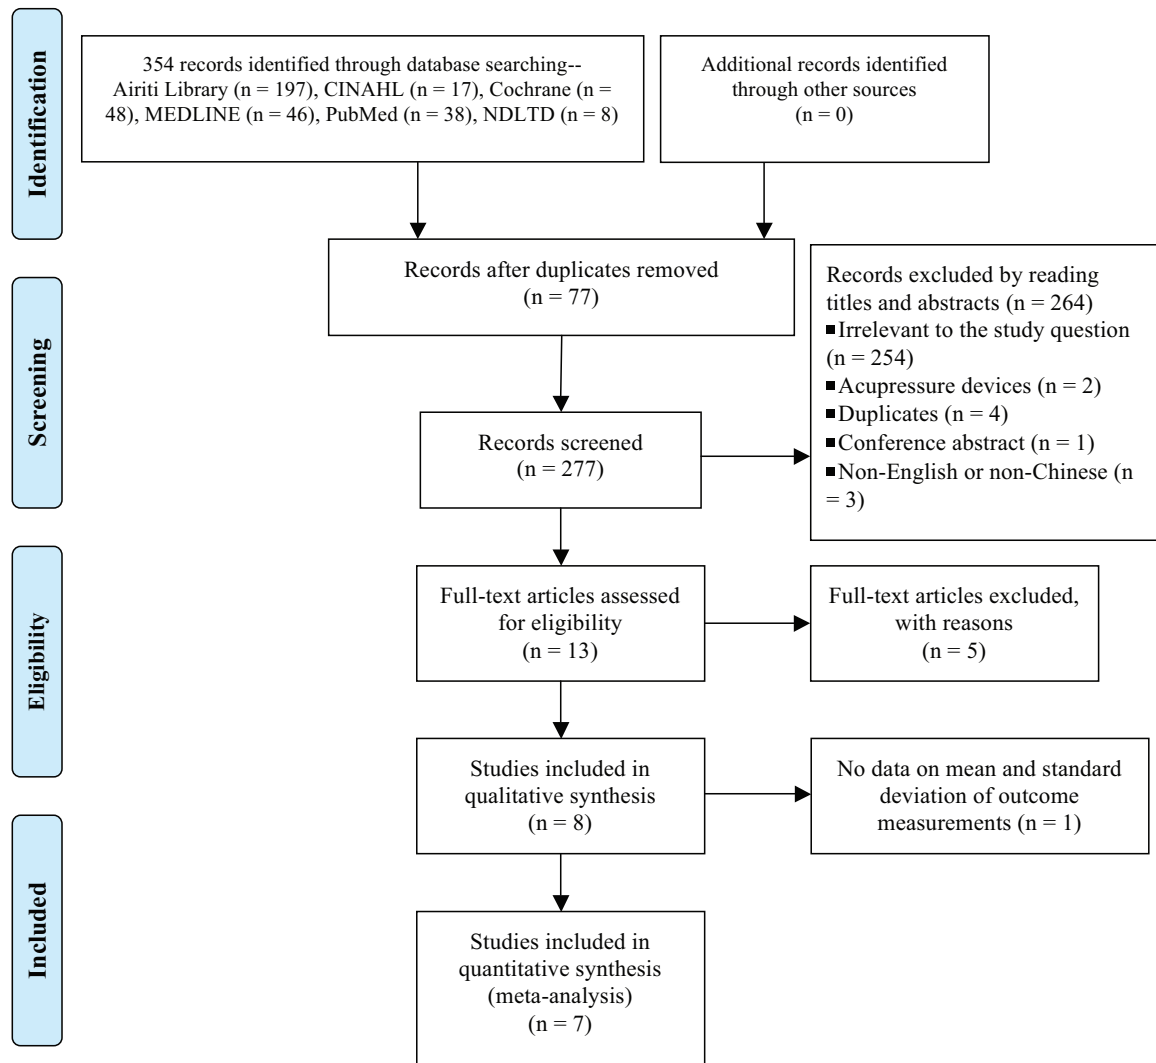 Identification
354 records identified through database searching--
Airiti Library (n = 197), CINAHL (n = 17), Cochrane (n =
48), MEDLINE (n = 46), PubMed (n = 38), NDLTD (n = 8)
Additional records identified
through other sources
(n = 0)
Records after duplicates removed
(n = 77)
Screening
Records screened
(n = 277)
Records excluded by reading
titles and abstracts (n = 264)
▪Irrelevant to the study question
(n = 254)
▪Acupressure devices (n = 2)
▪Duplicates (n = 4)
▪Conference abstract (n = 1)
▪Non-English or non-Chinese (n
= 3)
Eligibility
Full-text articles assessed
for eligibility
(n = 13)
Full-text articles excluded,
with reasons
(n = 5)
Studies included in
qualitative synthesis
(n = 8)
No data on mean and standard
deviation of outcome
measurements (n = 1)
Included
Studies included in
quantitative synthesis
(meta-analysis)
(n = 7)